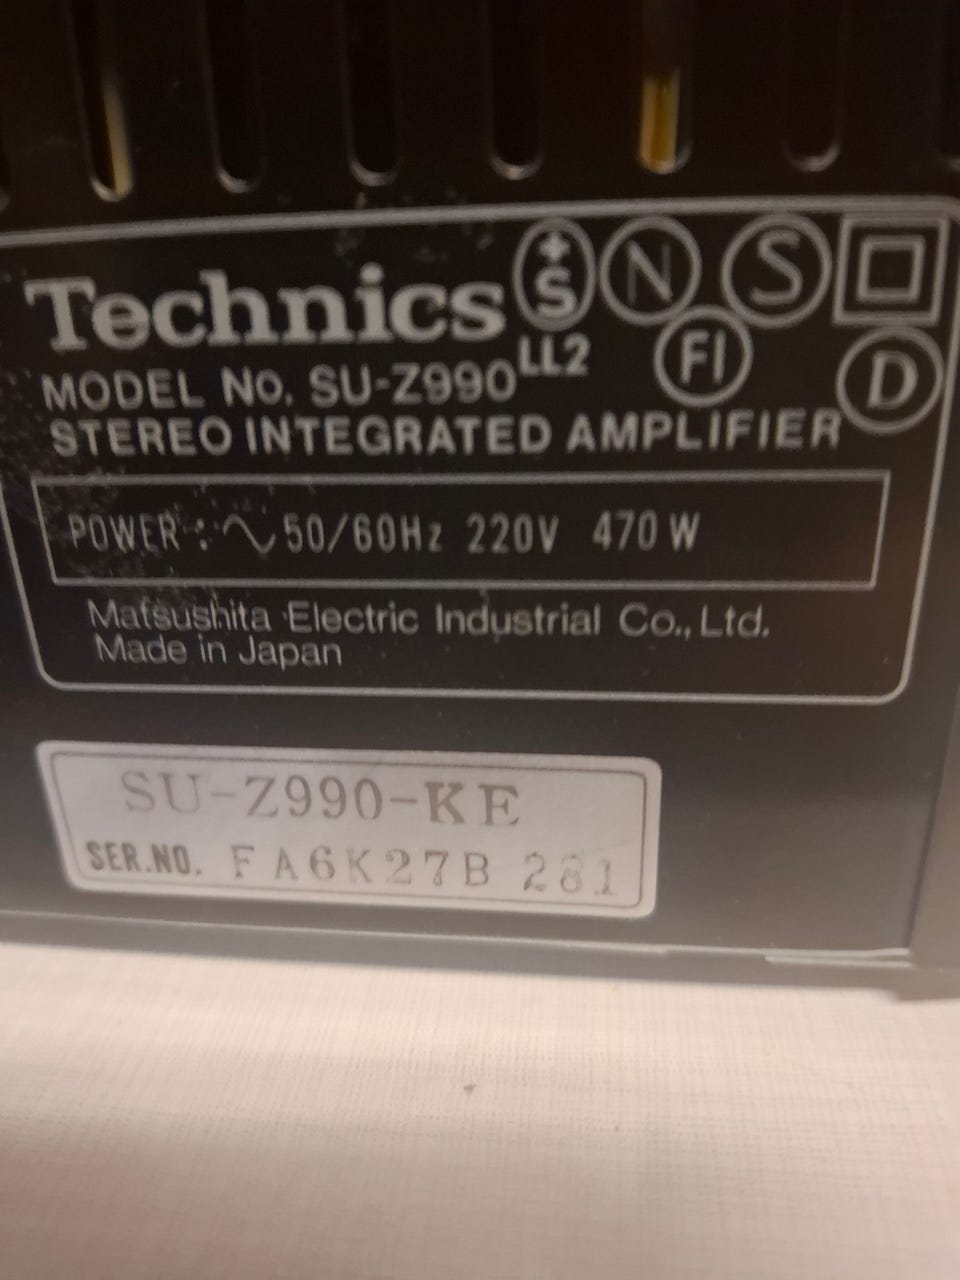 Technics +S N S
LL2 FI D
MODEL No. SU-Z990
STEREO INTEGRATED AMPLIFIER
POWER : ∿ 50/60Hz 220V 470W
Matsushita Electric Industrial Co., Ltd.
Made in Japan
SU-Z990-KE
SER.NO. FA6K27B 281